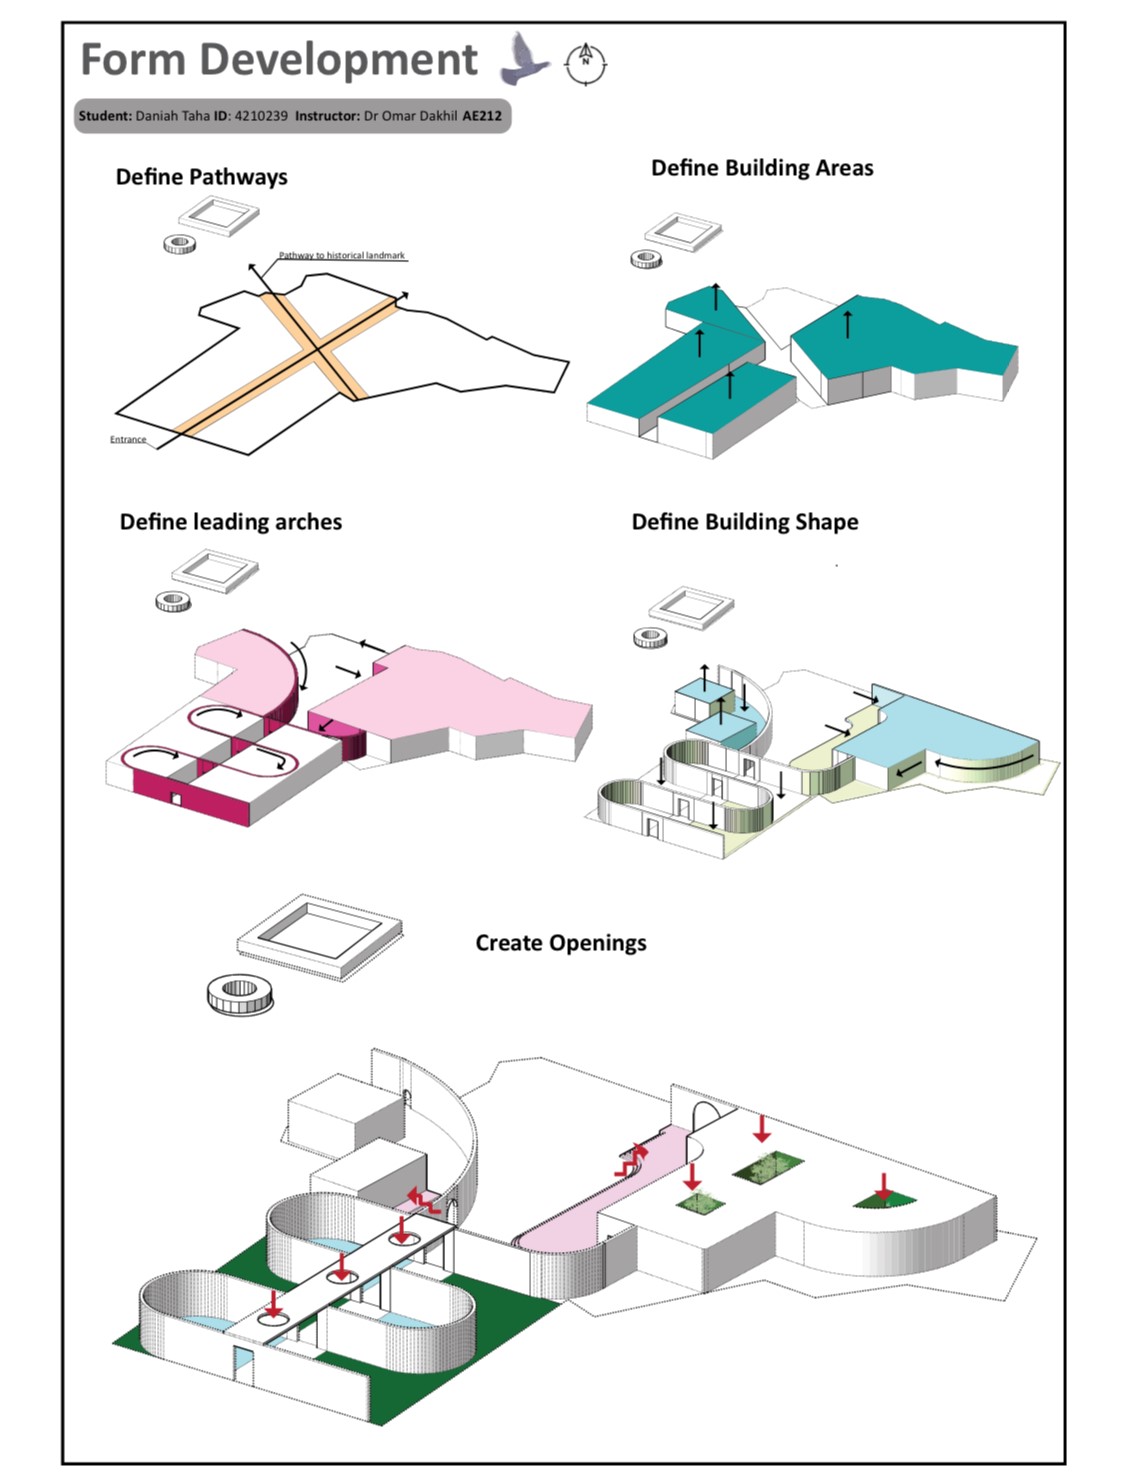 Form Development
N
Student: Daniah Taha ID: 4210239 Instructor: Dr Omar Dakhil AE212
Define Pathways
Define Building Areas
Pathway to historical landmark
Entrance
Define leading arches
Define Building Shape
Create Openings